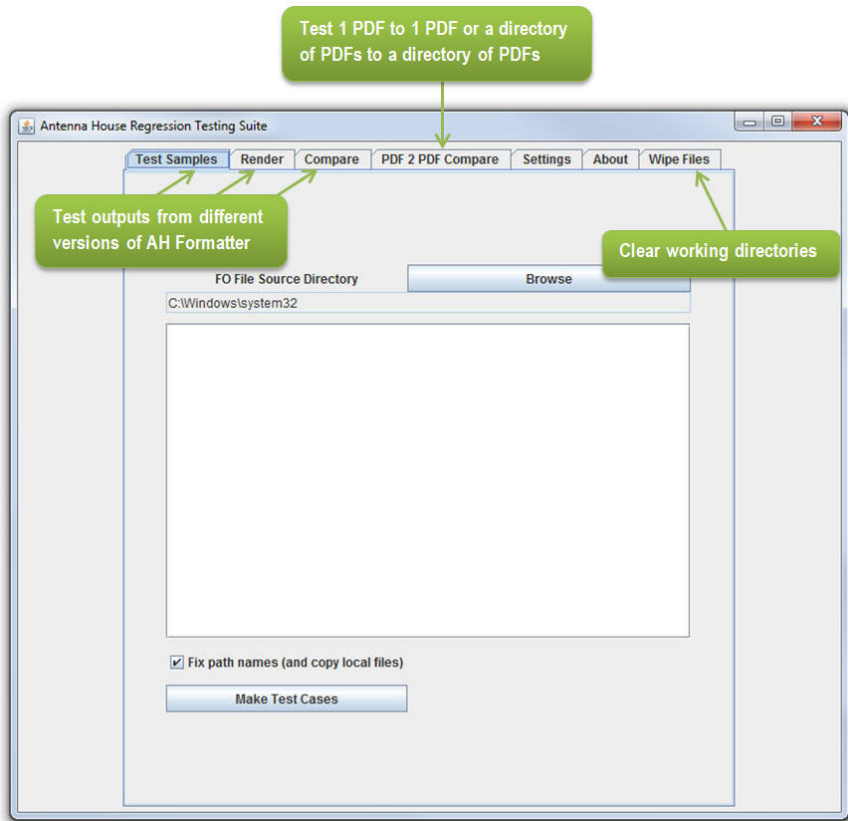 Test 1 PDF to 1 PDF or a directory
of PDFs to a directory of PDFs
Antenna House Regression Testing Suite
Test Samples Render Compare PDF 2 PDF Compare Settings About Wipe Files
Test outputs from different
versions of AH Formatter
Clear working directories
FO File Source Directory Browse
C:\Windows\system32
Fix path names (and copy local files)
Make Test Cases